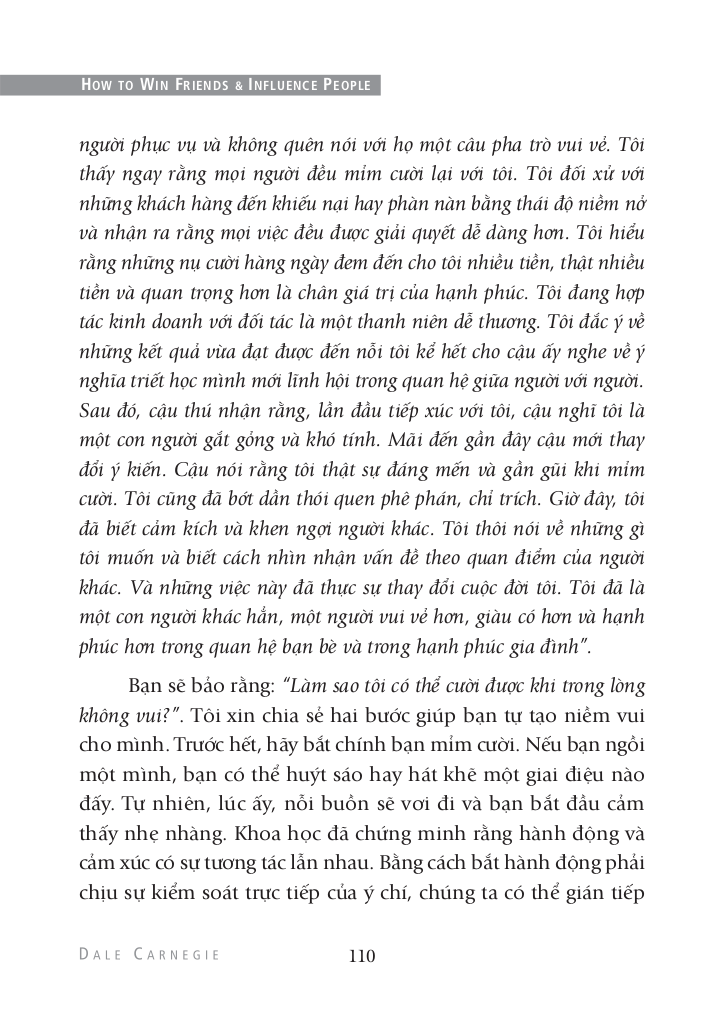 HOW TO WIN FRIENDS & INFLUENCE PEOPLE
người phục vụ và không quên nói với họ một câu pha trò vui vẻ. Tôi
thấy ngay rằng mọi người đều mỉm cười lại với tôi. Tôi đối xử với
những khách hàng đến khiếu nại hay phàn nàn bằng thái độ niềm nở
và nhận ra rằng mọi việc đều được giải quyết dễ dàng hơn. Tôi hiểu
rằng những nụ cười hàng ngày đem đến cho tôi nhiều tiền, thật nhiều
tiền và quan trọng hơn là chân giá trị của hạnh phúc. Tôi đang hợp
tác kinh doanh với đối tác là một thanh niên dễ thương. Tôi đắc ý về
những kết quả vừa đạt được đến nỗi tôi kể hết cho cậu ấy nghe về ý
nghĩa triết học mình mới lĩnh hội trong quan hệ giữa người với người.
Sau đó, cậu thú nhận rằng, lần đầu tiếp xúc với tôi, cậu nghĩ tôi là
một con người gắt gỏng và khó tính. Mãi đến gần đây cậu mới thay
đổi ý kiến. Cậu nói rằng tôi thật sự đáng mến và gần gũi khi mỉm
cười. Tôi cũng đã bớt dần thói quen phê phán, chỉ trích. Giờ đây, tôi
đã biết cảm kích và khen ngợi người khác. Tôi thôi nói về những gì
tôi muốn và biết cách nhìn nhận vấn đề theo quan điểm của người
khác. Và những việc này đã thực sự thay đổi cuộc đời tôi. Tôi đã là
một con người khác hẳn, một người vui vẻ hơn, giàu có hơn và hạnh
phúc hơn trong quan hệ bạn bè và trong hạnh phúc gia đình”.
Bạn sẽ bảo rằng: “Làm sao tôi có thể cười được khi trong lòng
không vui?”. Tôi xin chia sẻ hai bước giúp bạn tự tạo niềm vui
cho mình. Trước hết, hãy bắt chính bạn mỉm cười. Nếu bạn ngồi
một mình, bạn có thể huýt sáo hay hát khẽ một giai điệu nào
đấy. Tự nhiên, lúc ấy, nỗi buồn sẽ vơi đi và bạn bắt đầu cảm
thấy nhẹ nhàng. Khoa học đã chứng minh rằng hành động và
cảm xúc có sự tương tác lẫn nhau. Bằng cách bắt hành động phải
chịu sự kiểm soát trực tiếp của ý chí, chúng ta có thể gián tiếp
DALE CARNEGIE
110